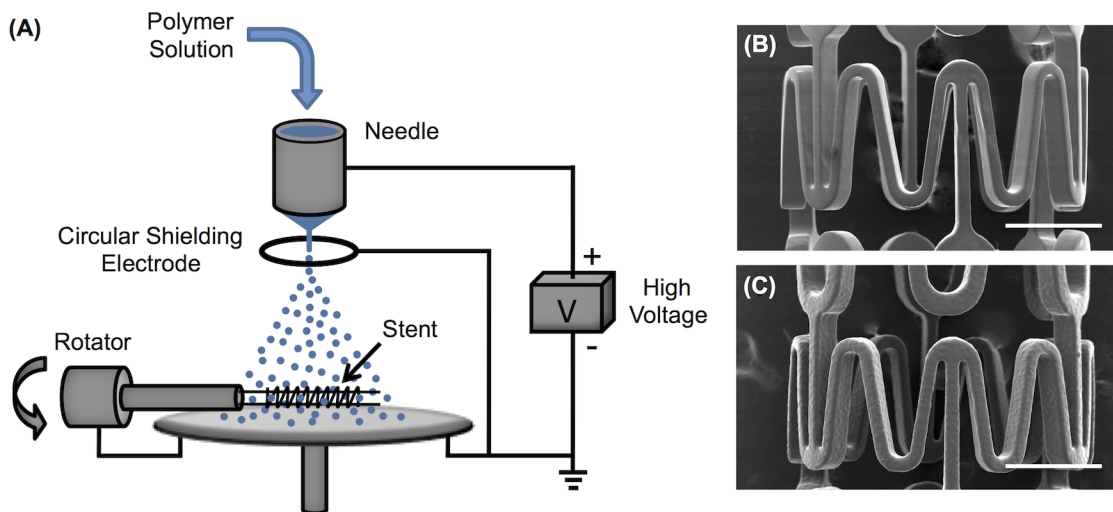 (A)
Polymer
Solution
Needle
Circular Shielding
Electrode
+
V
-
High
Voltage
Stent
Rotator
(B)
(C)